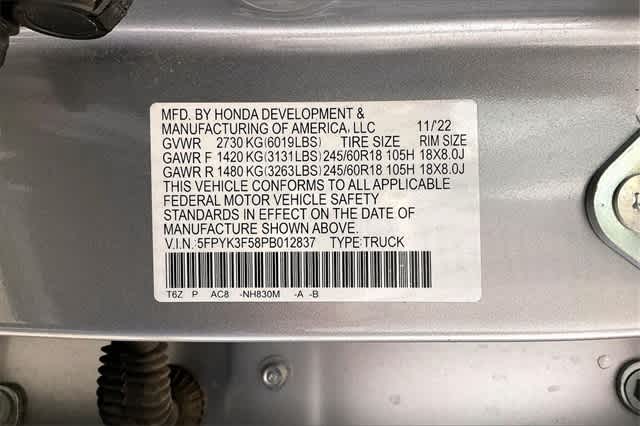 MFD. BY HONDA DEVELOPMENT &
MANUFACTURING OF AMERICA, LLC 11/'22
GVWR 2730 KG(6019LBS) TIRE SIZE RIM SIZE
GAWR F 1420 KG(3131LBS) 245/60R18 105H 18X8.0J
GAWR R 1480 KG(3263LBS) 245/60R18 105H 18X8.0J
THIS VEHICLE CONFORMS TO ALL APPLICABLE
FEDERAL MOTOR VEHICLE SAFETY
STANDARDS IN EFFECT ON THE DATE OF
MANUFACTURE SHOWN ABOVE.
V.I.N.:5FPYK3F58PB012837 TYPE:TRUCK
T6Z P AC8 -NH830M -A -B